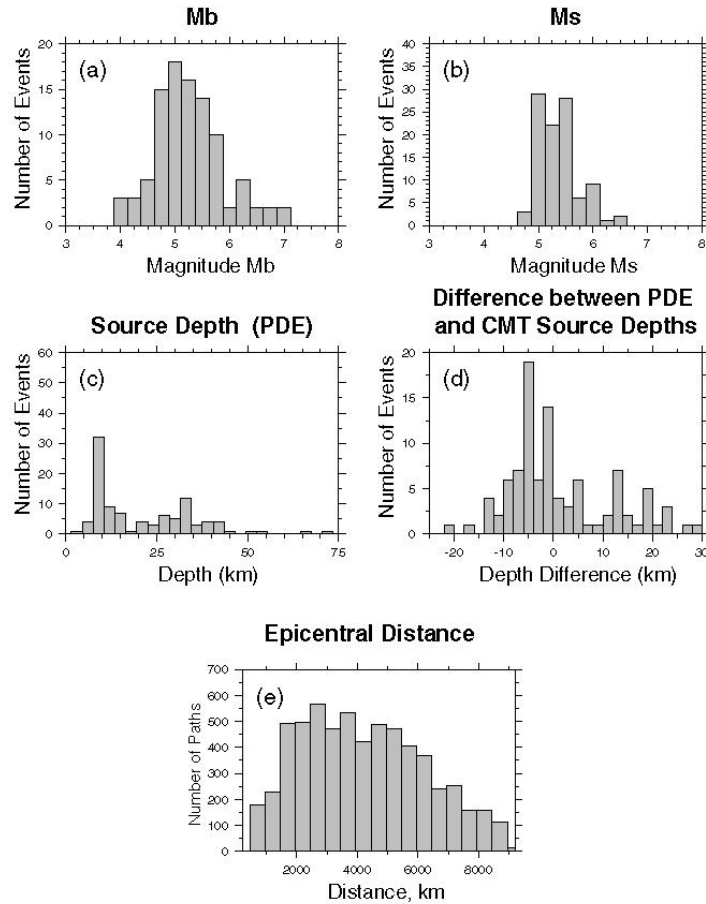 Mb
Ms
(a)
(b)
Number of Events
20
15
10
5
0
3 4 5 6 7 8
Magnitude Mb
Number of Events
40
35
30
25
20
15
10
5
0
3 4 5 6 7 8
Magnitude Ms
Source Depth (PDE)
Difference between PDE
and CMT Source Depths
(c)
(d)
Number of Events
60
50
40
30
20
10
0
0 25 50 75
Depth (km)
Number of Events
20
15
10
5
0
-20 -10 0 10 20 30
Depth Difference (km)
Epicentral Distance
(e)
Number of Paths
700
600
500
400
300
200
100
0
2000 4000 6000 8000
Distance, km